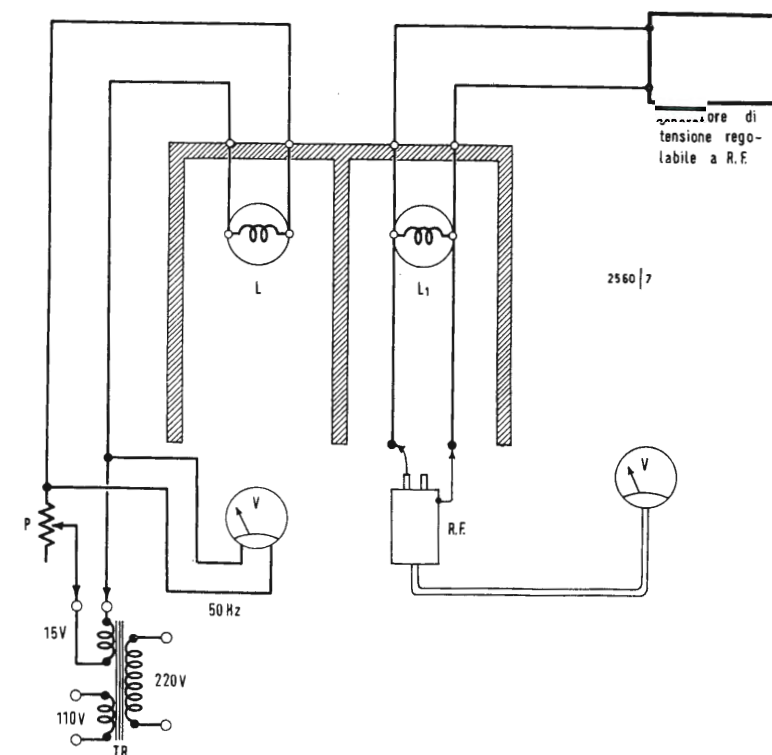 ore di
tensione rego-
labile a R.F.
L
L1
2560/7
V
V
P
R.F.
50 Hz
15V
220V
110V
TR